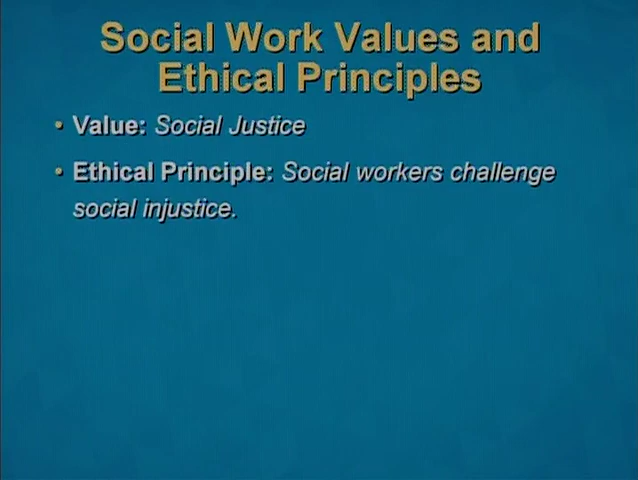 Social Work Values and
Ethical Principles
• Value: Social Justice
• Ethical Principle: Social workers challenge
social injustice.